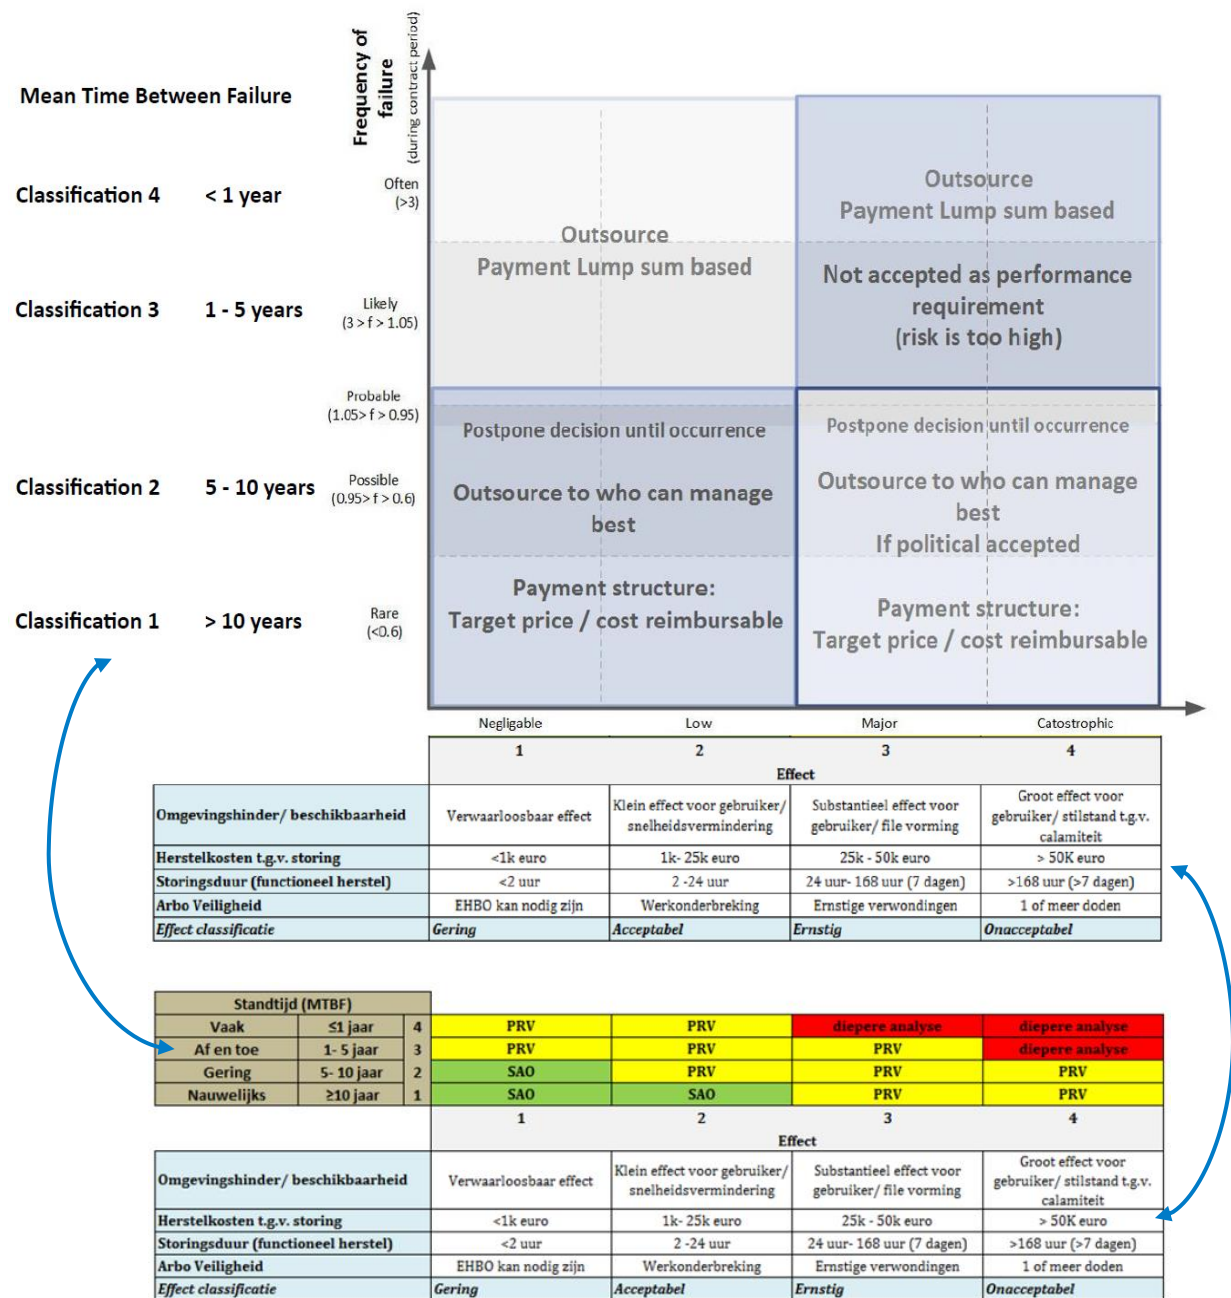 Frequency of
failure
(during contract period)
Mean Time Between Failure
Classification 4 < 1 year
Often
(>3)
Outsource
Payment Lump sum based
Outsource
Payment Lump sum based
Classification 3 1 - 5 years
Likely
(3 > f > 1.05)
Not accepted as performance
requirement
(risk is too high)
Probable
(1.05> f > 0.95)
Postpone decision until occurrence
Postpone decision until occurrence
Classification 2 5 - 10 years
Possible
(0.95> f > 0.6)
Outsource to who can manage
best
Outsource to who can manage
best
If political accepted
Classification 1 > 10 years
Rare
(<0.6)
Payment structure:
Target price / cost reimbursable
Payment structure:
Target price / cost reimbursable
Negligable Low Major Catostrophic
1 2 3 4
Effect
Omgevingshinder/ beschikbaarheid
Verwaarloosbaar effect
Klein effect voor gebruiker/
snelheidsvermindering
Substantieel effect voor
gebruiker/ file vorming
Groot effect voor
gebruiker/ stilstand t.g.v.
calamiteit
Herstelkosten t.g.v. storing <1k euro 1k- 25k euro 25k - 50k euro > 50K euro
Storingsduur (functioneel herstel) <2 uur 2 -24 uur 24 uur- 168 uur (7 dagen) >168 uur (>7 dagen)
Arbo Veiligheid EHBO kan nodig zijn Werkonderbreking Ernstige verwondingen 1 of meer doden
Effect classificatie Gering Acceptabel Ernstig Onacceptabel
Standtijd (MTBF)
Vaak ≤1 jaar 4 PRV PRV diepere analyse diepere analyse
Af en toe 1- 5 jaar 3 PRV PRV PRV diepere analyse
Gering 5- 10 jaar 2 SAO PRV PRV PRV
Nauwelijks ≥10 jaar 1 SAO SAO PRV PRV
1 2 3 4
Effect
Omgevingshinder/ beschikbaarheid
Verwaarloosbaar effect
Klein effect voor gebruiker/
snelheidsvermindering
Substantieel effect voor
gebruiker/ file vorming
Groot effect voor
gebruiker/ stilstand t.g.v.
calamiteit
Herstelkosten t.g.v. storing <1k euro 1k- 25k euro 25k - 50k euro > 50K euro
Storingsduur (functioneel herstel) <2 uur 2 -24 uur 24 uur- 168 uur (7 dagen) >168 uur (>7 dagen)
Arbo Veiligheid EHBO kan nodig zijn Werkonderbreking Ernstige verwondingen 1 of meer doden
Effect classificatie Gering Acceptabel Ernstig Onacceptabel